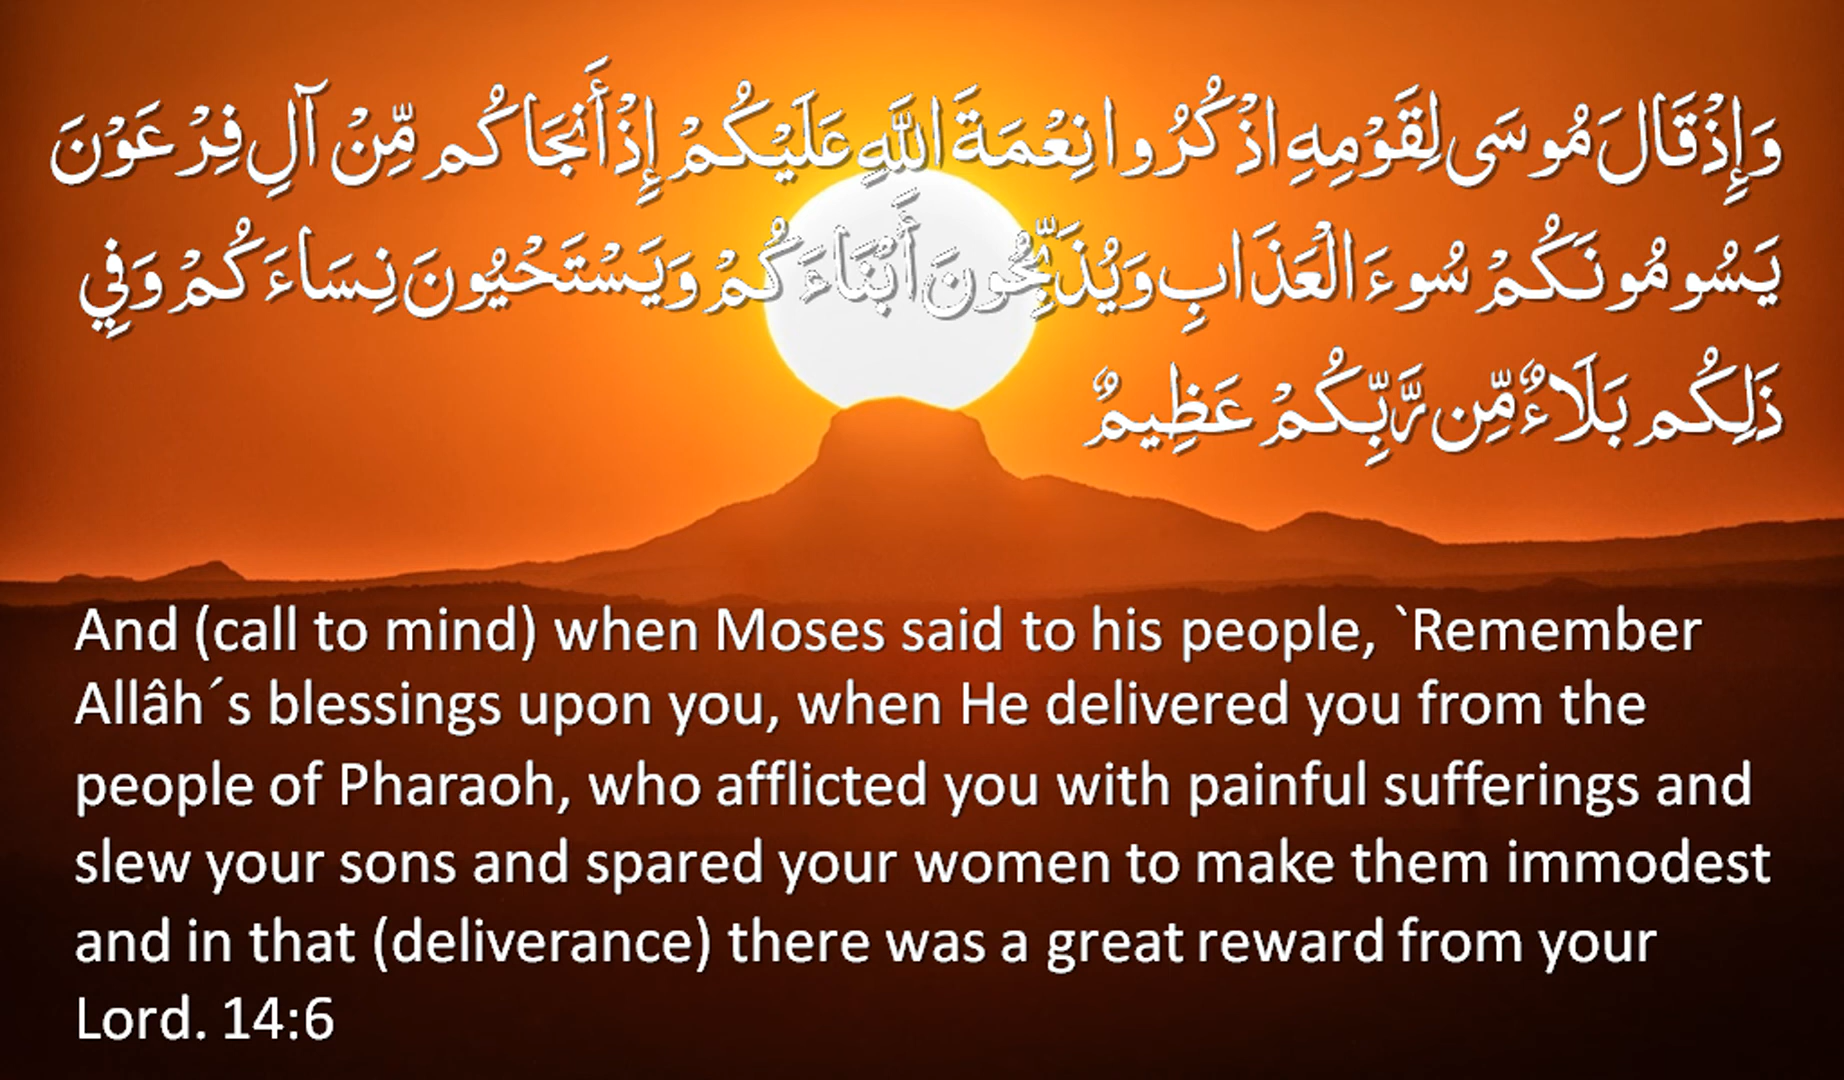 وَإِذْ قَالَ مُوسَى لِقَوْمِهِ اذْكُرُوا نِعْمَةَ اللَّهِ عَلَيْكُمْ إِذْ أَنجَاكُم مِّنْ آلِ فِرْعَوْنَ
يَسُومُونَكُمْ سُوءَ الْعَذَابِ وَيُذَبِّحُونَ أَبْنَاءَكُمْ وَيَسْتَحْيُونَ نِسَاءَكُمْ وَفِي
ذَلِكُم بَلَاءٌ مِّن رَّبِّكُمْ عَظِيمٌ
And (call to mind) when Moses said to his people, `Remember
Allâh´s blessings upon you, when He delivered you from the
people of Pharaoh, who afflicted you with painful sufferings and
slew your sons and spared your women to make them immodest
and in that (deliverance) there was a great reward from your
Lord. 14:6